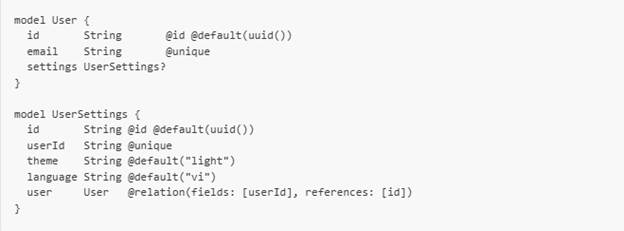 model User {
  id       String       @id @default(uuid())
  email    String       @unique
  settings UserSettings?
}

model UserSettings {
  id       String @id @default(uuid())
  userId   String @unique
  theme    String @default("light")
  language String @default("vi")
  user     User   @relation(fields: [userId], references: [id])
}